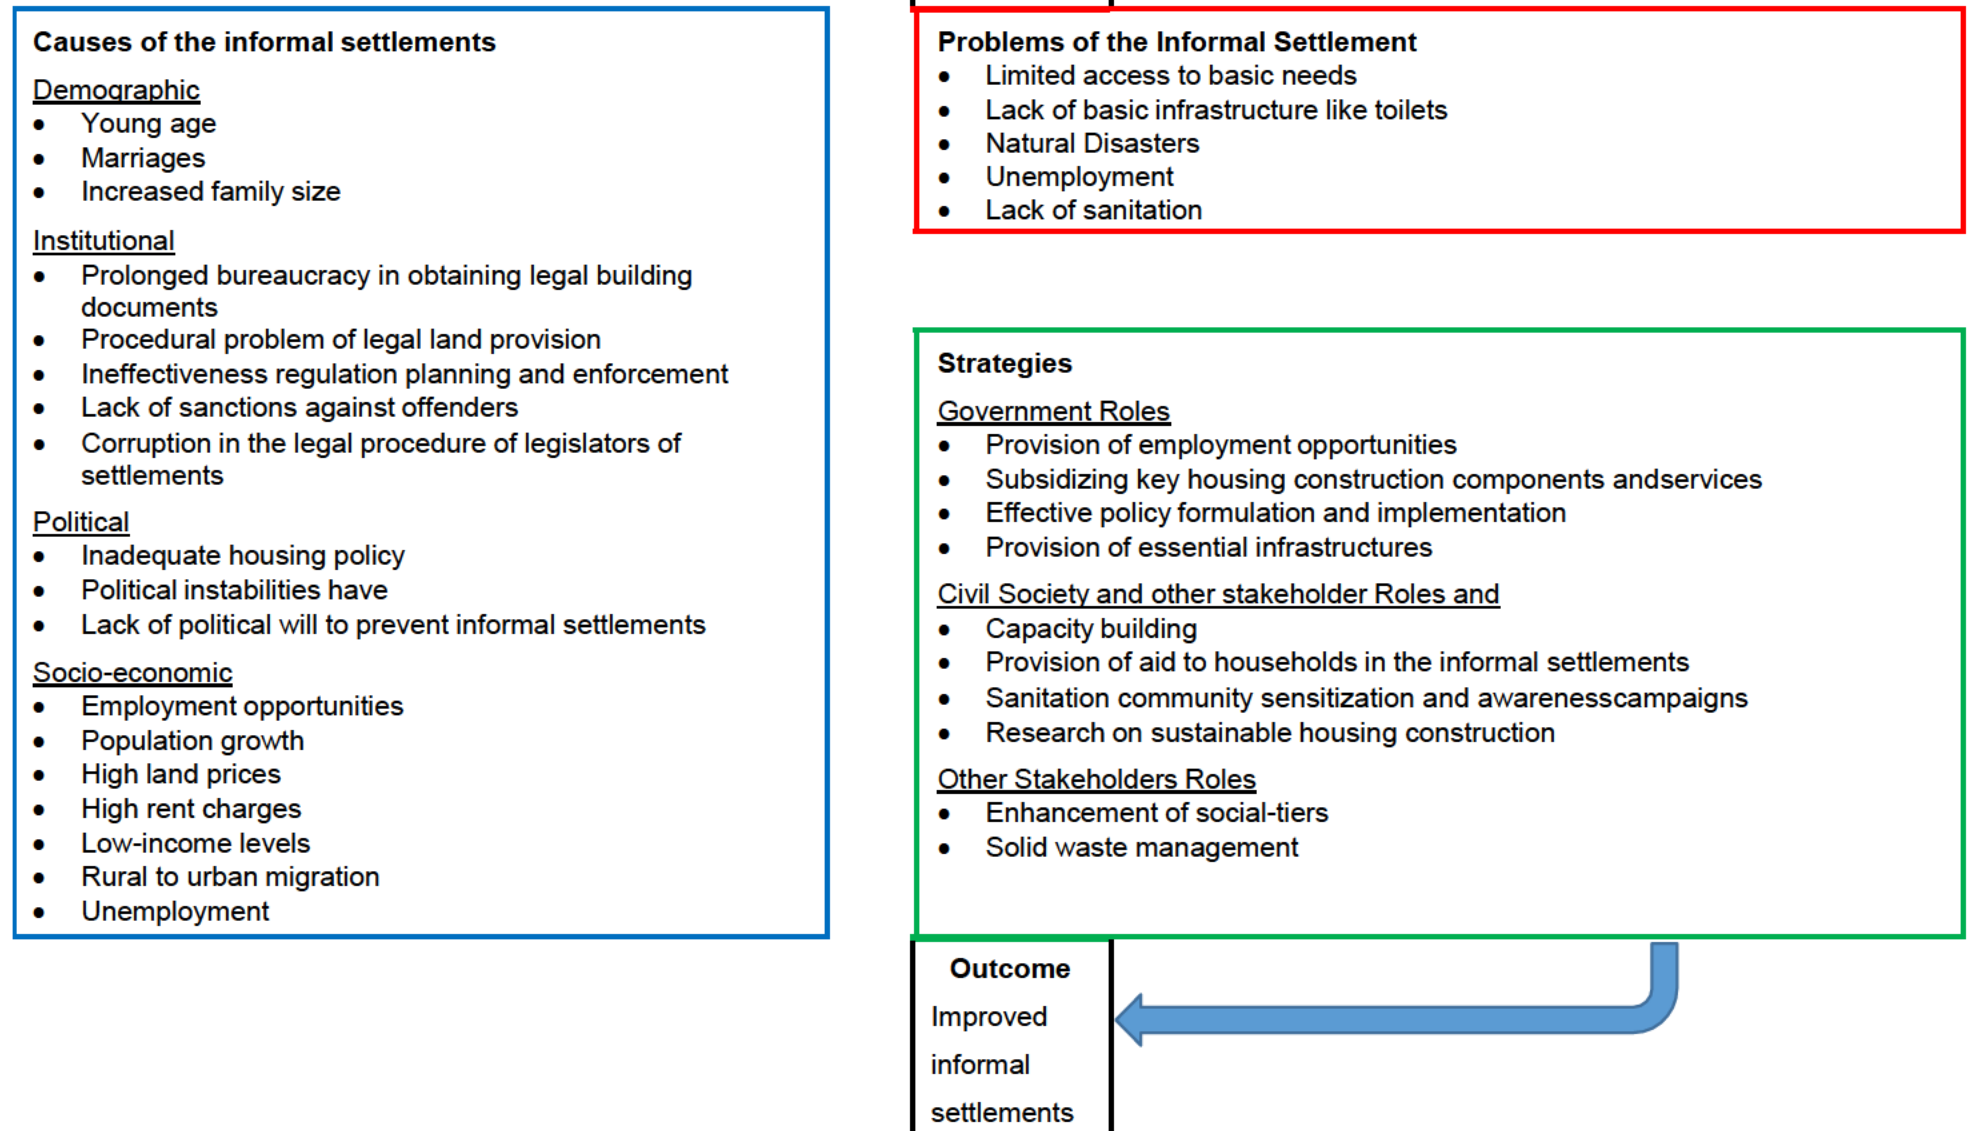 Causes of the informal settlements
Demographic
• Young age
• Marriages
• Increased family size
Institutional
• Prolonged bureaucracy in obtaining legal building
documents
• Procedural problem of legal land provision
• Ineffectiveness regulation planning and enforcement
• Lack of sanctions against offenders
• Corruption in the legal procedure of legislators of
settlements
Political
• Inadequate housing policy
• Political instabilities have
• Lack of political will to prevent informal settlements
Socio-economic
• Employment opportunities
• Population growth
• High land prices
• High rent charges
• Low-income levels
• Rural to urban migration
• Unemployment
Problems of the Informal Settlement
• Limited access to basic needs
• Lack of basic infrastructure like toilets
• Natural Disasters
• Unemployment
• Lack of sanitation
Strategies
Government Roles
• Provision of employment opportunities
• Subsidizing key housing construction components andservices
• Effective policy formulation and implementation
• Provision of essential infrastructures
Civil Society and other stakeholder Roles and
• Capacity building
• Provision of aid to households in the informal settlements
• Sanitation community sensitization and awarenesscampaigns
• Research on sustainable housing construction
Other Stakeholders Roles
• Enhancement of social-tiers
• Solid waste management
Outcome
Improved
informal
settlements